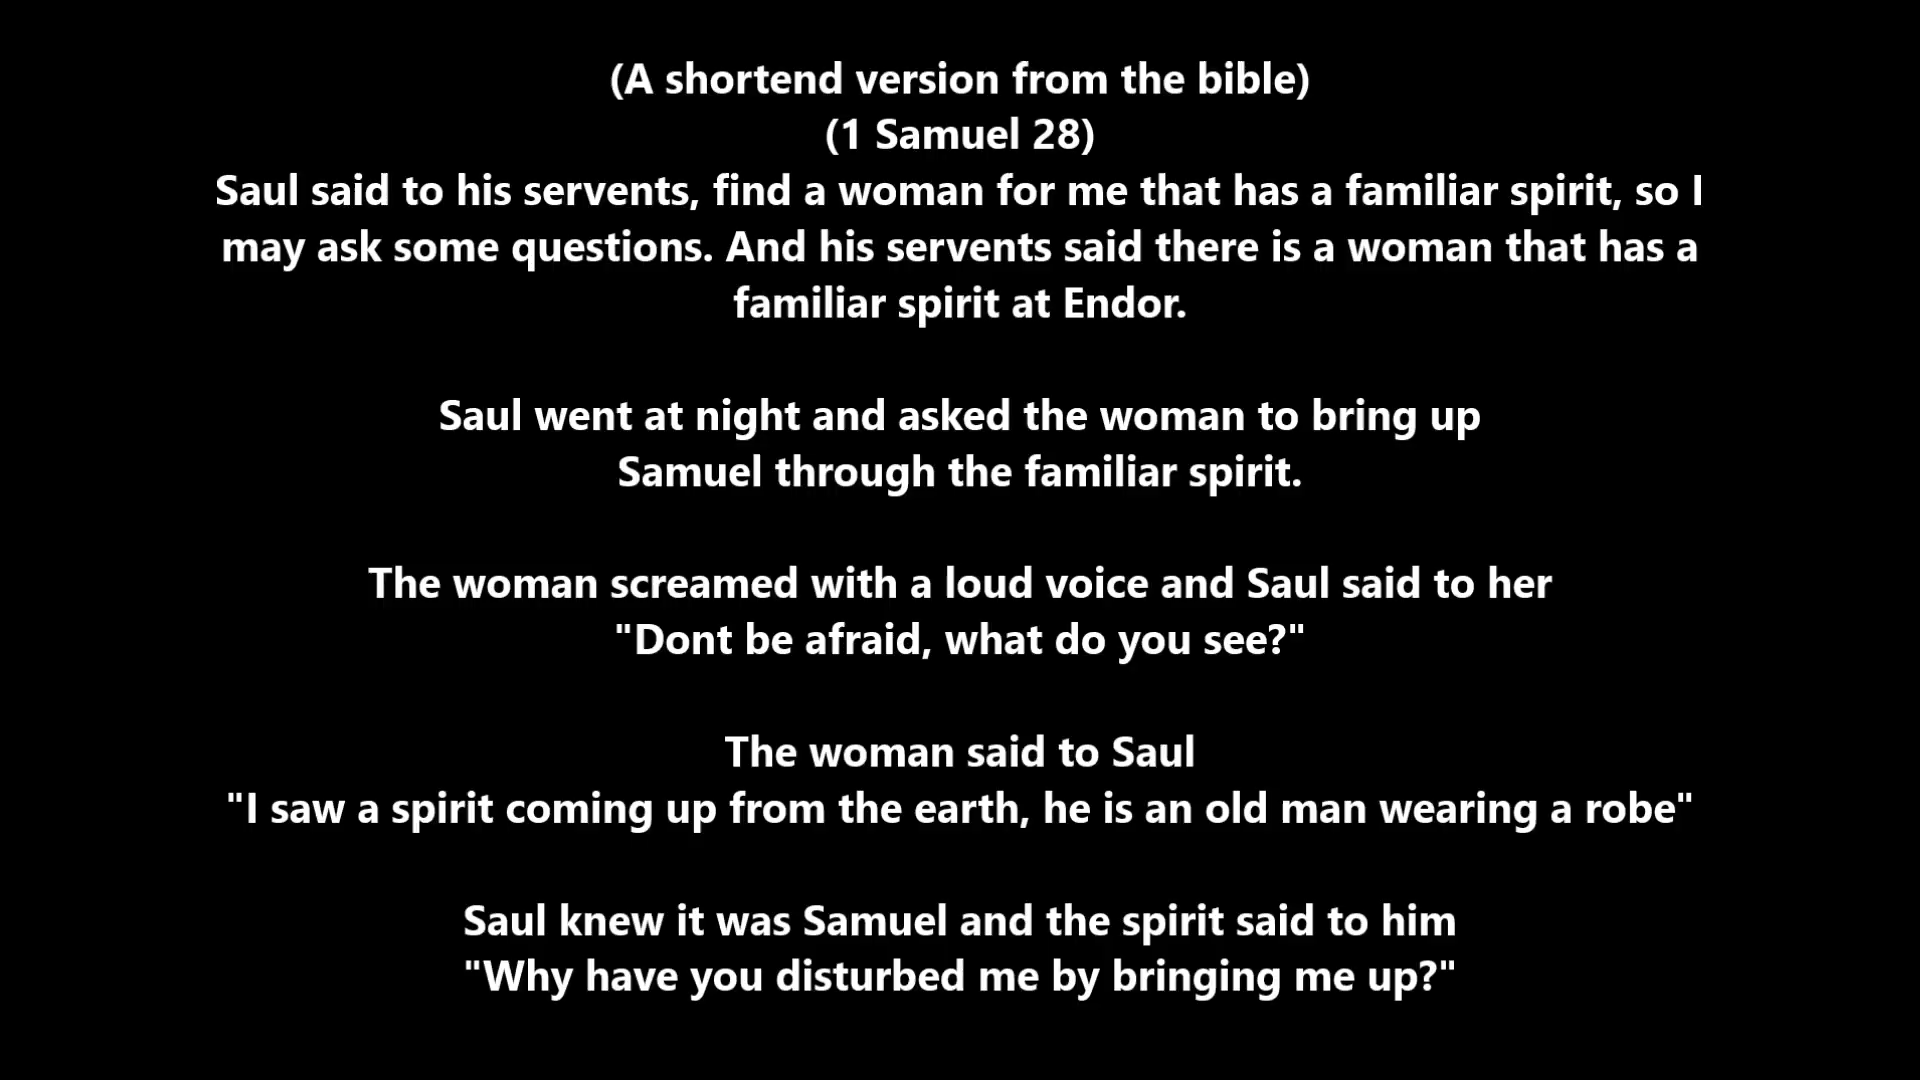 (A shortend version from the bible)
(1 Samuel 28)
Saul said to his servents, find a woman for me that has a familiar spirit, so I
may ask some questions. And his servents said there is a woman that has a
familiar spirit at Endor.
Saul went at night and asked the woman to bring up
Samuel through the familiar spirit.
The woman screamed with a loud voice and Saul said to her
"Dont be afraid, what do you see?"
The woman said to Saul
"I saw a spirit coming up from the earth, he is an old man wearing a robe"
Saul knew it was Samuel and the spirit said to him
"Why have you disturbed me by bringing me up?"